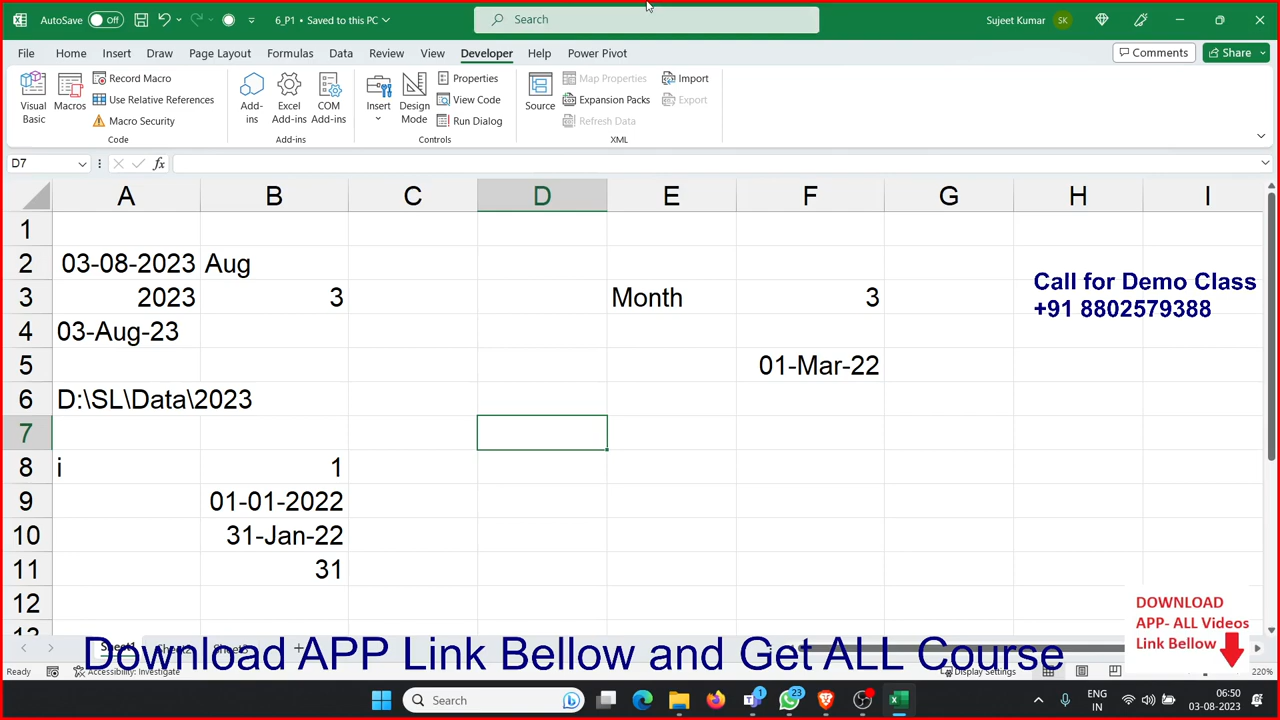 AutoSave Off 6_P1 • Saved to this PC Search Sujeet Kumar SK
File Home Insert Draw Page Layout Formulas Data Review View Developer Help Power Pivot Comments Share
Visual Basic
Macros
Record Macro
Use Relative References
Macro Security
Code
Add-ins
Excel Add-ins
COM Add-ins
Add-ins
Insert
Design Mode
Properties
View Code
Run Dialog
Controls
Source
Map Properties
Expansion Packs
Refresh Data
Import
Export
XML
D7 fx
A B C D E F G H I
1
2 03-08-2023 Aug
3 2023 3 Month 3
4 03-Aug-23
5 01-Mar-22
6 D:\SL\Data\2023
7
8 i 1
9 01-01-2022
10 31-Jan-22
11 31
12
Call for Demo Class
+91 8802579388
DOWNLOAD
APP- ALL Videos
Link Bellow
Sheet1
Download APP Link Bellow and Get ALL Course
Ready Accessibility: Investigate Display Settings 220%
Search 1 23 ENG IN 06:50 03-08-2023